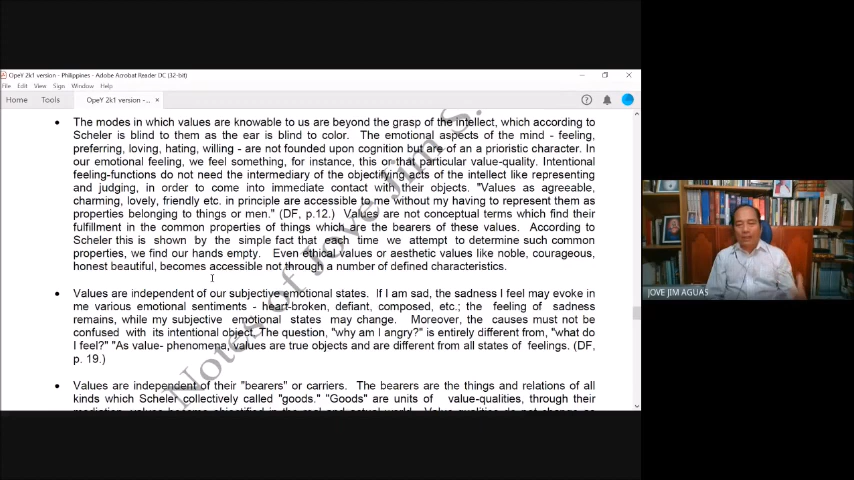 OpeY 2k1 version - Philippines - Adobe Acrobat Reader DC (32-bit)
File Edit View Sign Window Help
Home Tools OpeY 2k1 version -... ×
• The modes in which values are knowable to us are beyond the grasp of the intellect, which according to
Scheler is blind to them as the ear is blind to color. The emotional aspects of the mind - feeling,
preferring, loving, hating, willing - are not founded upon cognition but are of an a prioristic character. In
our emotional feeling, we feel something, for instance, this or that particular value-quality. Intentional
feeling-functions do not need the intermediary of the objectifying acts of the intellect like representing
and judging, in order to come into immediate contact with their objects. "Values as agreeable,
charming, lovely, friendly etc. in principle are accessible to me without my having to represent them as
properties belonging to things or men." (DF, p.12.) Values are not conceptual terms which find their
fulfillment in the common properties of things which are the bearers of these values. According to
Scheler this is shown by the simple fact that each time we attempt to determine such common
properties, we find our hands empty. Even ethical values or aesthetic values like noble, courageous,
honest beautiful, becomes accessible not through a number of defined characteristics.
• Values are independent of our subjective emotional states. If I am sad, the sadness I feel may evoke in
me various emotional sentiments - heart-broken, defiant, composed, etc.; the feeling of sadness
remains, while my subjective emotional states may change. Moreover, the causes must not be
confused with its intentional object. The question, "why am I angry?" is entirely different from, "what do
I feel?" "As value- phenomena, values are true objects and are different from all states of feelings. (DF,
p. 19.)
• Values are independent of their "bearers" or carriers. The bearers are the things and relations of all
kinds which Scheler collectively called "goods." "Goods" are units of value-qualities, through their
Notes of Jove Jim S.
JOVE JIM AGUAS